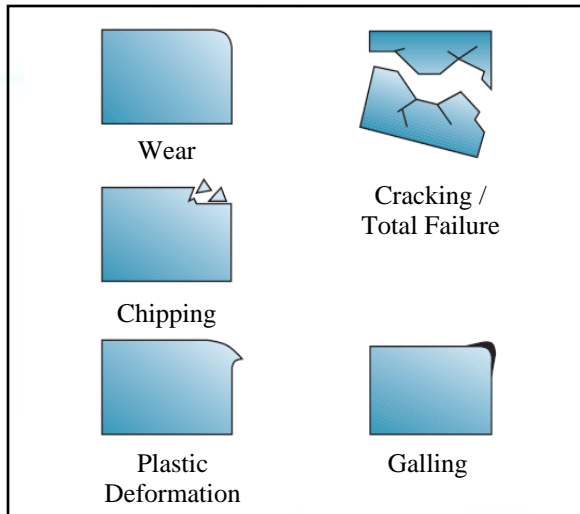 Wear
Cracking /
Total Failure
Chipping
Plastic
Deformation
Galling